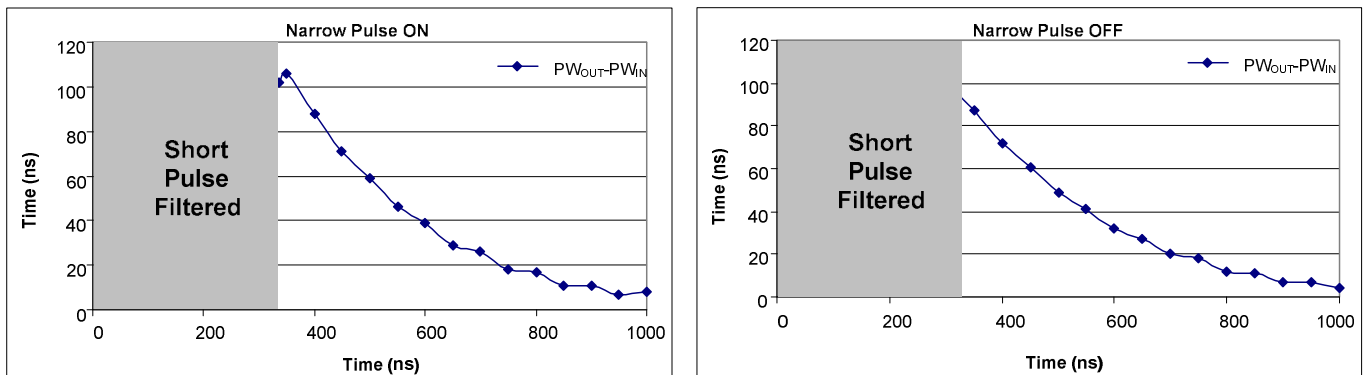 Narrow Pulse ON
120
100
80
60
40
20
0
Time (ns)
PWOUT-PWIN
Short
Pulse
Filtered
0 200 400 600 800 1000
Time (ns)
Narrow Pulse OFF
120
100
80
60
40
20
0
Time (ns)
PWOUT-PWIN
Short
Pulse
Filtered
0 200 400 600 800 1000
Time (ns)